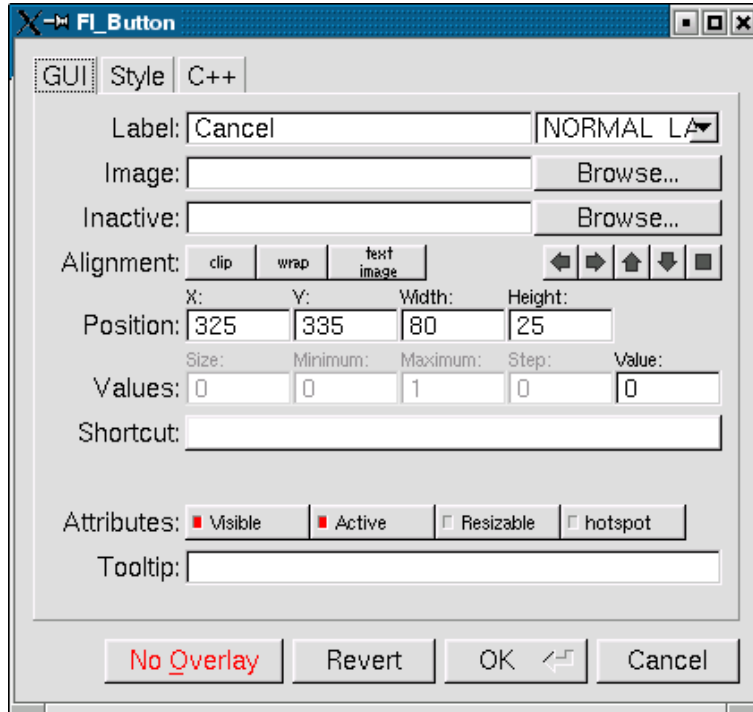 Fl_Button
GUI Style C++
Label: Cancel NORMAL LA
Image: Browse...
Inactive: Browse...
Alignment: clip wrap text image
X: Y: Width: Height:
Position: 325 335 80 25
Size: Minimum: Maximum: Step: Value:
Values: 0 0 1 0 0
Shortcut:
Attributes: Visible Active Resizable hotspot
Tooltip:
No Overlay Revert OK Cancel